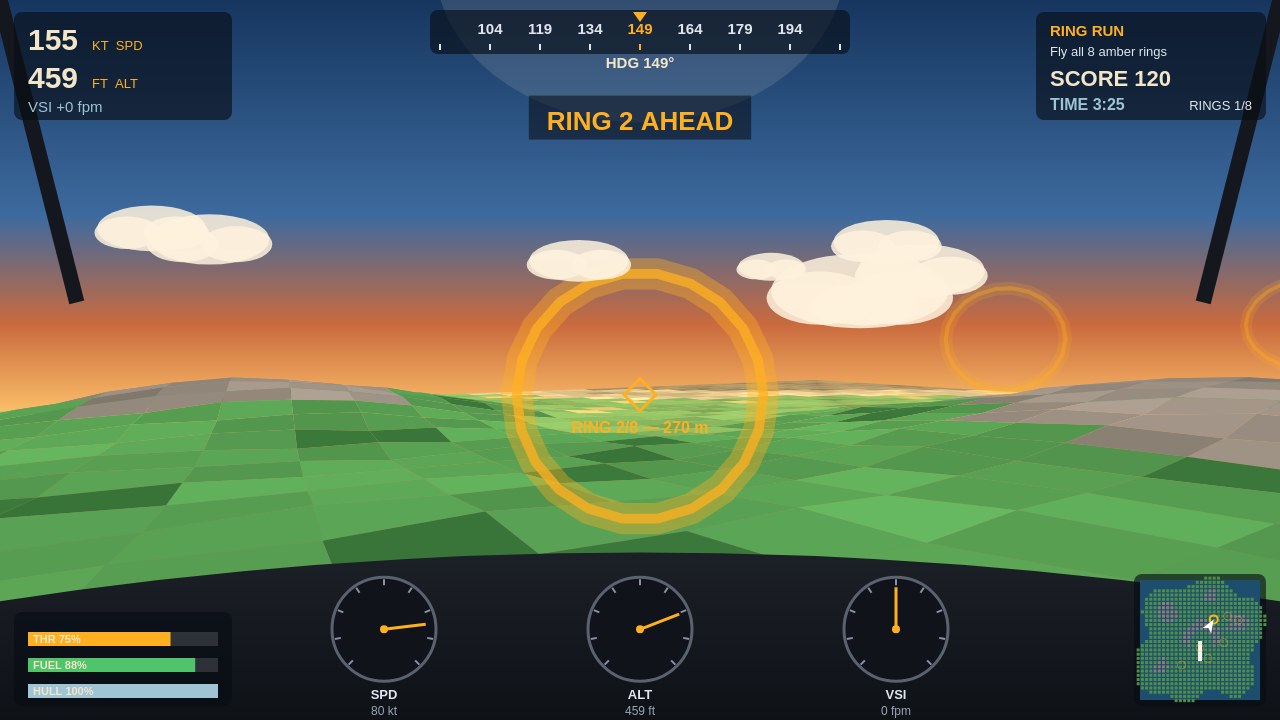 155 KT SPD
459 FT ALT
VSI +0 fpm
104 119 134 149 164 179 194
HDG 149°
RING 2 AHEAD
RING RUN
Fly all 8 amber rings
SCORE 120
TIME 3:25 RINGS 1/8
RING 2/8 — 270 m
THR 75%
FUEL 88%
HULL 100%
SPD
80 kt
ALT
459 ft
VSI
0 fpm